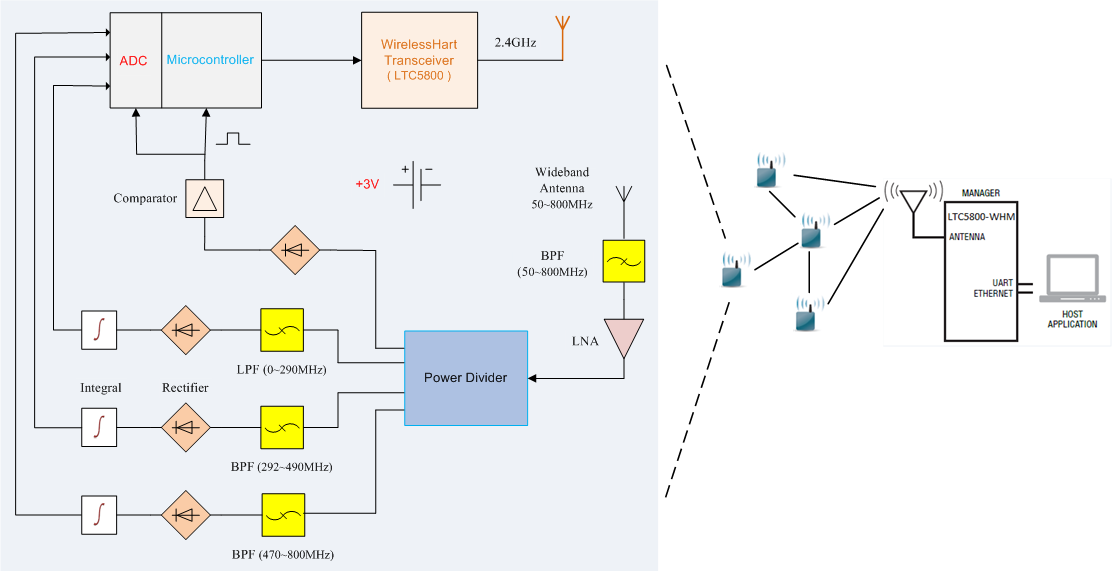 ADC
Microcontroller
WirelessHart
Transceiver
( LTC5800 )
2.4GHz
Comparator
+3V
+
−
Wideband
Antenna
50~800MHz
BPF
(50~800MHz)
LNA
Power Divider
LPF (0~290MHz)
Integral
Rectifier
BPF (292~490MHz)
BPF (470~800MHz)
MANAGER
LTC5800-WHM
ANTENNA
UART
ETHERNET
HOST
APPLICATION